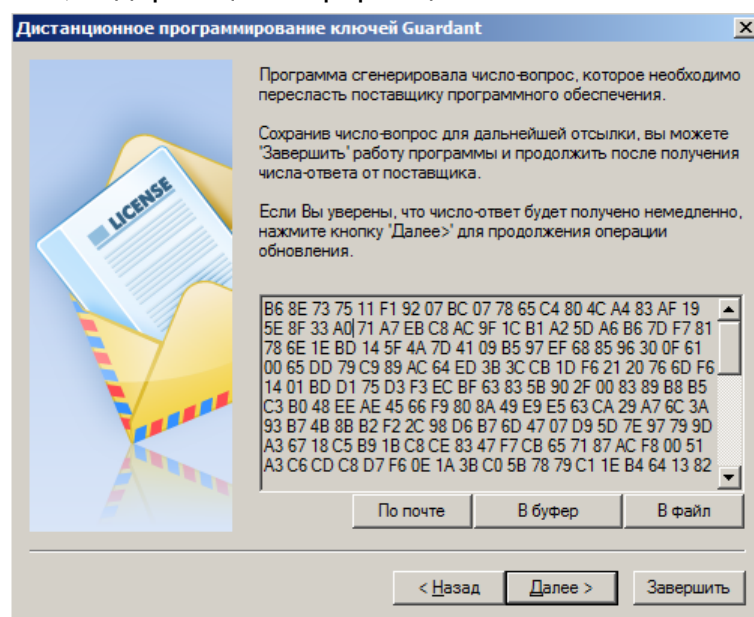 Дистанционное программирование ключей Guardant
Программа сгенерировала число-вопрос, которое необходимо
пересласть поставщику программного обеспечения.
Сохранив число-вопрос для дальнейшей отсылки, вы можете
'Завершить' работу программы и продолжить после получения
числа-ответа от поставщика.
Если Вы уверены, что число-ответ будет получено немедленно,
нажмите кнопку 'Далее>' для продолжения операции
обновления.
LICENSE
B6 8E 73 75 11 F1 92 07 BC 07 78 65 C4 80 4C A4 83 AF 19
5E 8F 33 A0 71 A7 EB C8 AC 9F 1C B1 A2 5D A6 B6 7D F7 81
78 6E 1E BD 14 5F 4A 7D 41 09 B5 97 EF 68 85 96 30 0F 61
00 65 DD 79 C9 89 AC 64 ED 3B 3C CB 1D F6 21 20 76 6D F6
14 01 BD D1 75 D3 F3 EC BF 63 83 5B 90 2F 00 83 89 B8 B5
C3 B0 48 EE AE 45 66 F9 80 8A 49 E9 E5 63 CA 29 A7 6C 3A
93 B7 4B 8B B2 F2 2C 98 D6 B7 6D 47 07 D9 5D 7E 97 79 9D
A3 67 18 C5 B9 1B C8 CE 83 47 F7 CB 65 71 87 AC F8 00 51
A3 C6 CD C8 D7 F6 0E 1A 3B C0 5B 78 79 C1 1E B4 64 13 82
По почте В буфер В файл
< Назад Далее > Завершить